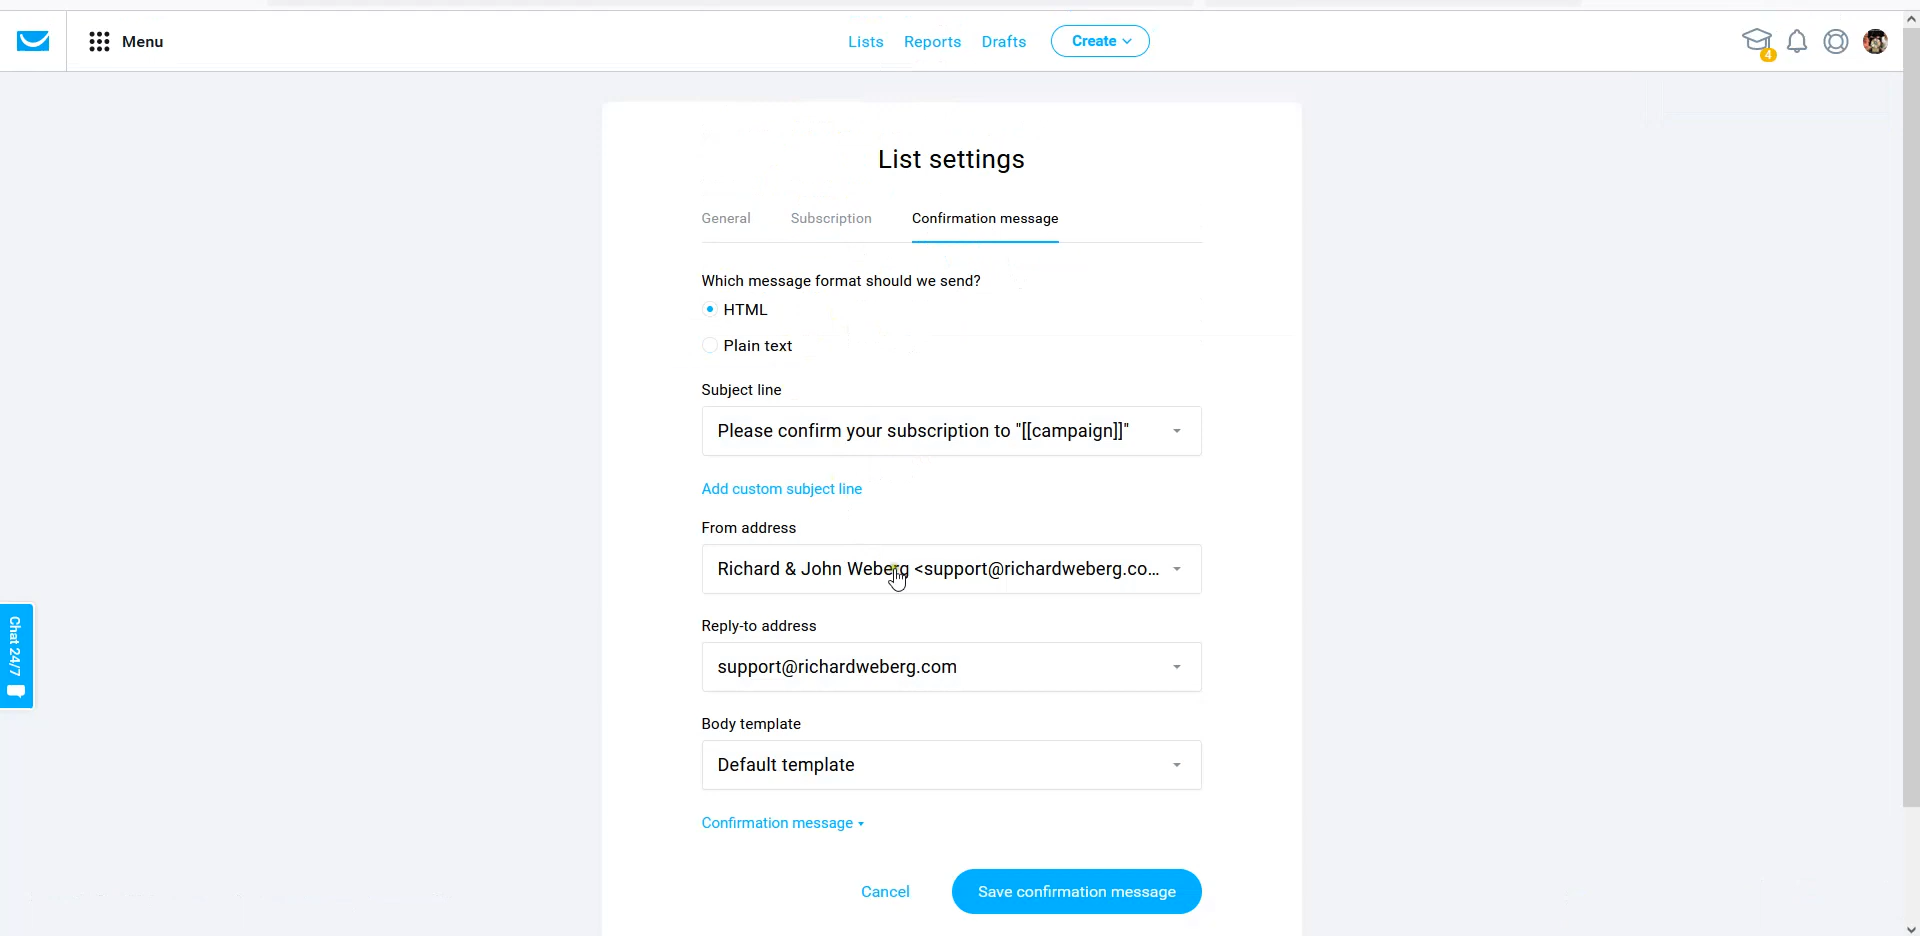 Menu
Lists Reports Drafts Create
4
List settings
General Subscription Confirmation message
Which message format should we send?
HTML
Plain text
Subject line
Please confirm your subscription to "[[campaign]]"
Add custom subject line
From address
Richard & John Weberg <support@richardweberg.co...
Reply-to address
support@richardweberg.com
Body template
Default template
Confirmation message
Cancel Save confirmation message
Chat 24/7